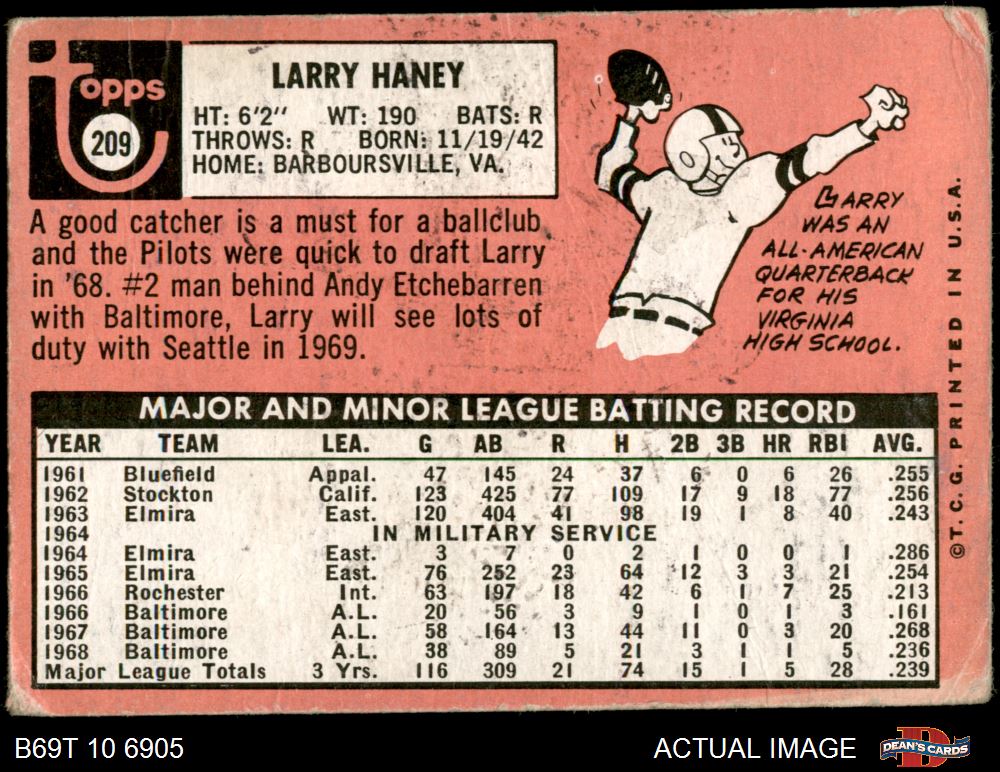 Topps
209
LARRY HANEY
HT: 6'2" WT: 190 BATS: R
THROWS: R BORN: 11/19/42
HOME: BARBOURSVILLE, VA.
A good catcher is a must for a ballclub
and the Pilots were quick to draft Larry
in '68. #2 man behind Andy Etchebarren
with Baltimore, Larry will see lots of
duty with Seattle in 1969.
LARRY
WAS AN
ALL-AMERICAN
QUARTERBACK
FOR HIS
VIRGINIA
HIGH SCHOOL.
©T.C.G. PRINTED IN U.S.A.
MAJOR AND MINOR LEAGUE BATTING RECORD
YEAR TEAM LEA. G AB R H 2B 3B HR RBI AVG.
1961 Bluefield Appal. 47 145 24 37 6 0 6 26 .255
1962 Stockton Calif. 123 425 77 109 17 9 18 77 .256
1963 Elmira East. 120 404 41 98 19 1 8 40 .243
1964 IN MILITARY SERVICE
1964 Elmira East. 3 7 0 2 1 0 0 1 .286
1965 Elmira East. 76 252 23 64 12 3 3 21 .254
1966 Rochester Int. 63 197 18 42 6 1 7 25 .213
1966 Baltimore A.L. 20 56 3 9 1 0 1 3 .161
1967 Baltimore A.L. 58 164 13 44 11 0 3 20 .268
1968 Baltimore A.L. 38 89 5 21 3 1 1 5 .236
Major League Totals 3 Yrs. 116 309 21 74 15 1 5 28 .239
B69T 10 6905
ACTUAL IMAGE
DEAN'S CARDS